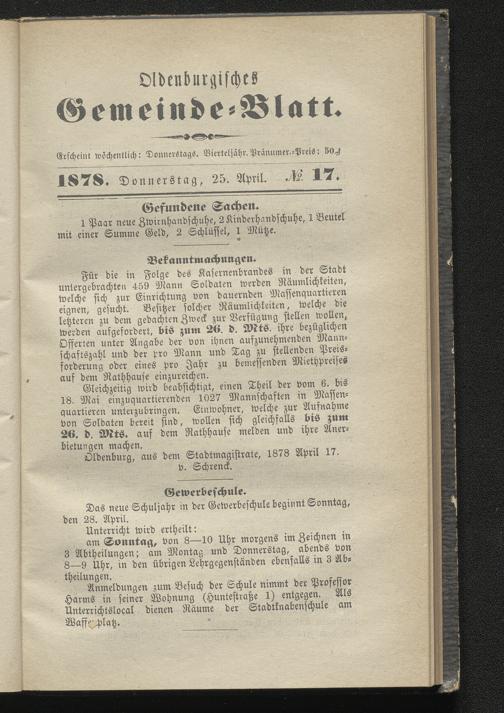 Oldenburgisches
Gemeinde-Blatt.
Erscheint wöchentlich: Donnerstags. Vierteljähr. Pränumer.-Preis: 50 ₰
1878. Donnerstag, 25. April. № 17.
Gefundene Sachen.
1 Paar neue Zwirnhandschuhe, 2 Kinderhandschuhe, 1 Beutel
mit einer Summe Geld, 2 Schlüssel, 1 Mütze.
Bekanntmachungen.
Für die in Folge des Kasernenbrandes in der Stadt
untergebrachten 459 Mann Soldaten werden Räumlichkeiten,
welche sich zur Einrichtung von dauernden Massenquartieren
eignen, gesucht. Besitzer solcher Räumlichkeiten, welche die
letzteren zu dem gedachten Zweck zur Verfügung stellen wollen,
werden aufgefordert, bis zum 26. d. Mts. ihre bezüglichen
Offerten unter Angabe der von ihnen aufzunehmenden Mann-
schaftszahl und der pro Mann und Tag zu stellenden Preis-
forderung oder eines pro Jahr zu bemessenden Miethpreises
auf dem Rathhause einzureichen.
Gleichzeitig wird beabsichtigt, einen Theil der vom 6. bis
18. Mai einzuquartierenden 1027 Mannschaften in Massen-
quartieren unterzubringen. Einwohner, welche zur Aufnahme
von Soldaten bereit sind, wollen sich gleichfalls bis zum
26. d. Mts. auf dem Rathhause melden und ihre Aner-
bietungen machen.
Oldenburg, aus dem Stadtmagistrate, 1878 April 17.
v. Schrenck.
Gewerbeschule.
Das neue Schuljahr in der Gewerbeschule beginnt Sonntag,
den 28. April.
Unterricht wird ertheilt:
am Sonntag, von 8—10 Uhr morgens im Zeichnen in
3 Abtheilungen; am Montag und Donnerstag, abends von
8—9 Uhr, in den übrigen Lehrgegenständen ebenfalls in 3 Ab-
theilungen.
Anmeldungen zum Besuch der Schule nimmt der Professor
Harms in seiner Wohnung (Huntestraße 1) entgegen. Als
Unterrichtslocal dienen Räume der Stadtknabenschule am
Waffenplatz.